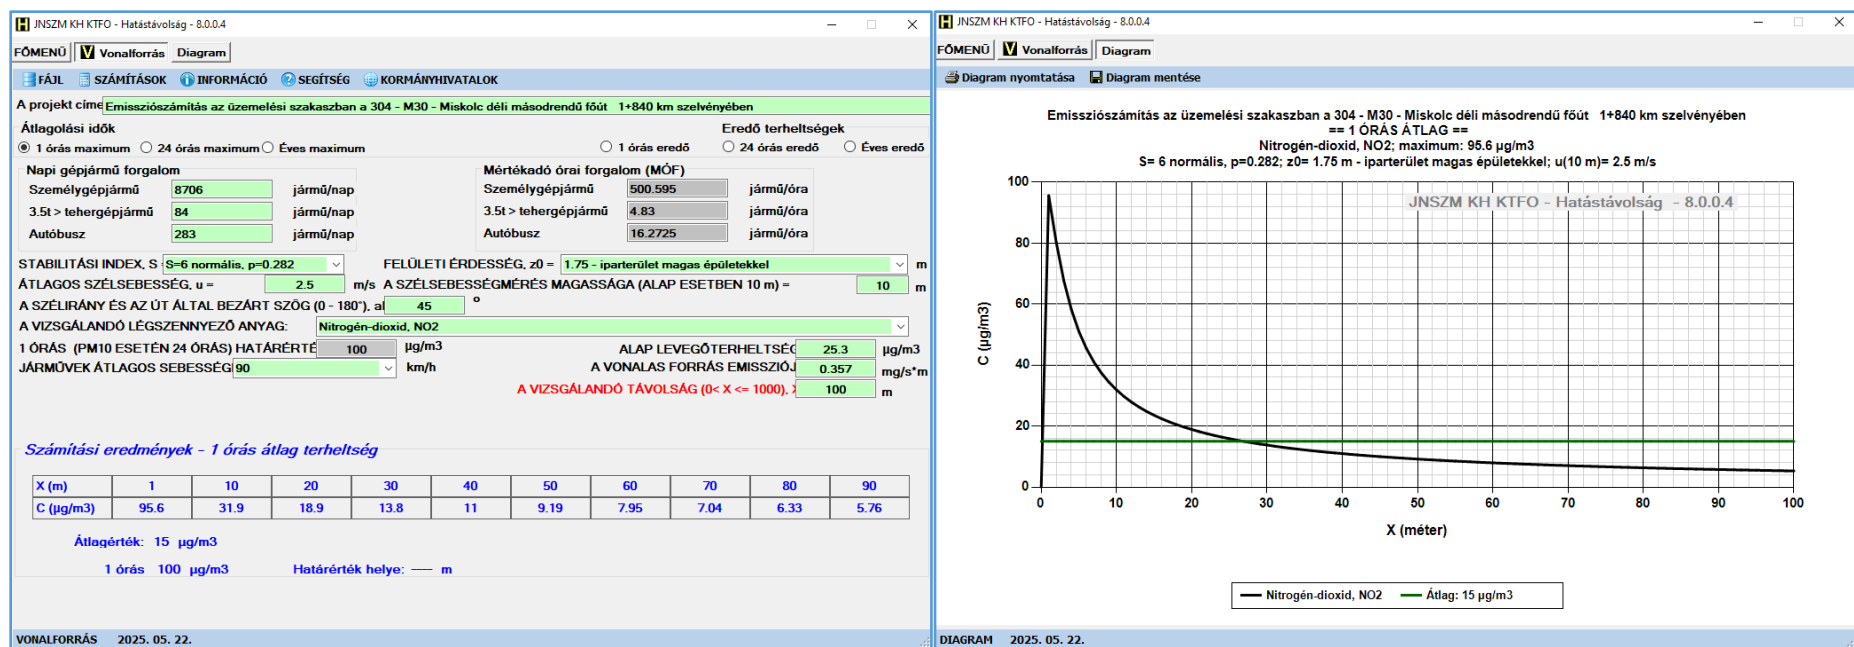 JNSZM KH KTFO - Hatástávolság - 8.0.0.4
FŐMENÜ V Vonalforrás Diagram
FÁJL SZÁMÍTÁSOK INFORMÁCIÓ SEGÍTSÉG KORMÁNYHIVATALOK
A projekt címe Emissziószámítás az üzemelési szakaszban a 304 - M30 - Miskolc déli másodrendű főút 1+840 km szelvényében
Átlagolási idők Eredő terheltségek
1 órás maximum 24 órás maximum Éves maximum 1 órás eredő 24 órás eredő Éves eredő
Napi gépjármű forgalom Mértékadó órai forgalom (MÓF)
Személygépjármű 8706 jármű/nap Személygépjármű 500.595 jármű/óra
3.5t > tehergépjármű 84 jármű/nap 3.5t > tehergépjármű 4.83 jármű/óra
Autóbusz 283 jármű/nap Autóbusz 16.2725 jármű/óra
STABILITÁSI INDEX, S S=6 normális, p=0.282 FELÜLETI ÉRDESSÉG, z0 = 1.75 - iparterület magas épületekkel m
ÁTLAGOS SZÉLSEBESSÉG, u = 2.5 m/s A SZÉLSEBESSÉGMÉRÉS MAGASSÁGA (ALAP ESETBEN 10 m) = 10 m
A SZÉLIRÁNY ÉS AZ ÚT ÁLTAL BEZÁRT SZÖG (0 - 180°), al 45 o
A VIZSGÁLANDÓ LÉGSZENNYEZŐ ANYAG: Nitrogén-dioxid, NO2
1 ÓRÁS (PM10 ESETÉN 24 ÓRÁS) HATÁRÉRTÉ 100 µg/m3 ALAP LEVEGŐTERHELTSÉG 25.3 µg/m3
JÁRMŰVEK ÁTLAGOS SEBESSÉG 90 km/h A VONALAS FORRÁS EMISSZIÓJ 0.357 mg/s*m
A VIZSGÁLANDÓ TÁVOLSÁG (0< X <= 1000), X 100 m
Számítási eredmények - 1 órás átlag terheltség
X (m) 1 10 20 30 40 50 60 70 80 90
C (µg/m3) 95.6 31.9 18.9 13.8 11 9.19 7.95 7.04 6.33 5.76
Átlagérték: 15 µg/m3
1 órás 100 µg/m3 Határérték helye: ---- m
VONALFORRÁS 2025. 05. 22.
JNSZM KH KTFO - Hatástávolság - 8.0.0.4
FŐMENÜ V Vonalforrás Diagram
Diagram nyomtatása Diagram mentése
Emissziószámítás az üzemelési szakaszban a 304 - M30 - Miskolc déli másodrendű főút 1+840 km szelvényében
== 1 ÓRÁS ÁTLAG ==
Nitrogén-dioxid, NO2; maximum: 95.6 µg/m3
S= 6 normális, p=0.282; z0= 1.75 m - iparterület magas épületekkel; u(10 m)= 2.5 m/s
JNSZM KH KTFO - Hatástávolság - 8.0.0.4
C (µg/m3)
100
80
60
40
20
0
0 10 20 30 40 50 60 70 80 90 100
X (méter)
Nitrogén-dioxid, NO2 Átlag: 15 µg/m3
DIAGRAM 2025. 05. 22.